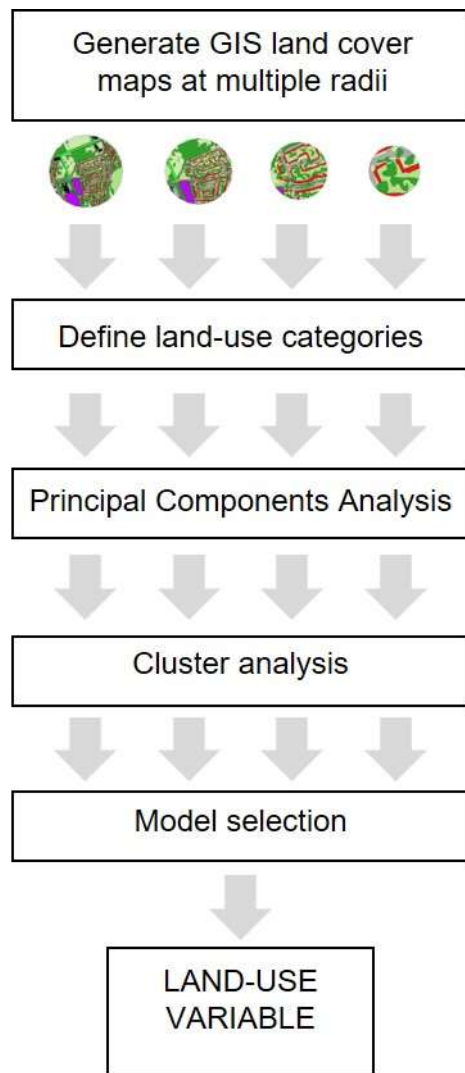 Generate GIS land cover
maps at multiple radii
Define land-use categories
Principal Components Analysis
Cluster analysis
Model selection
LAND-USE
VARIABLE